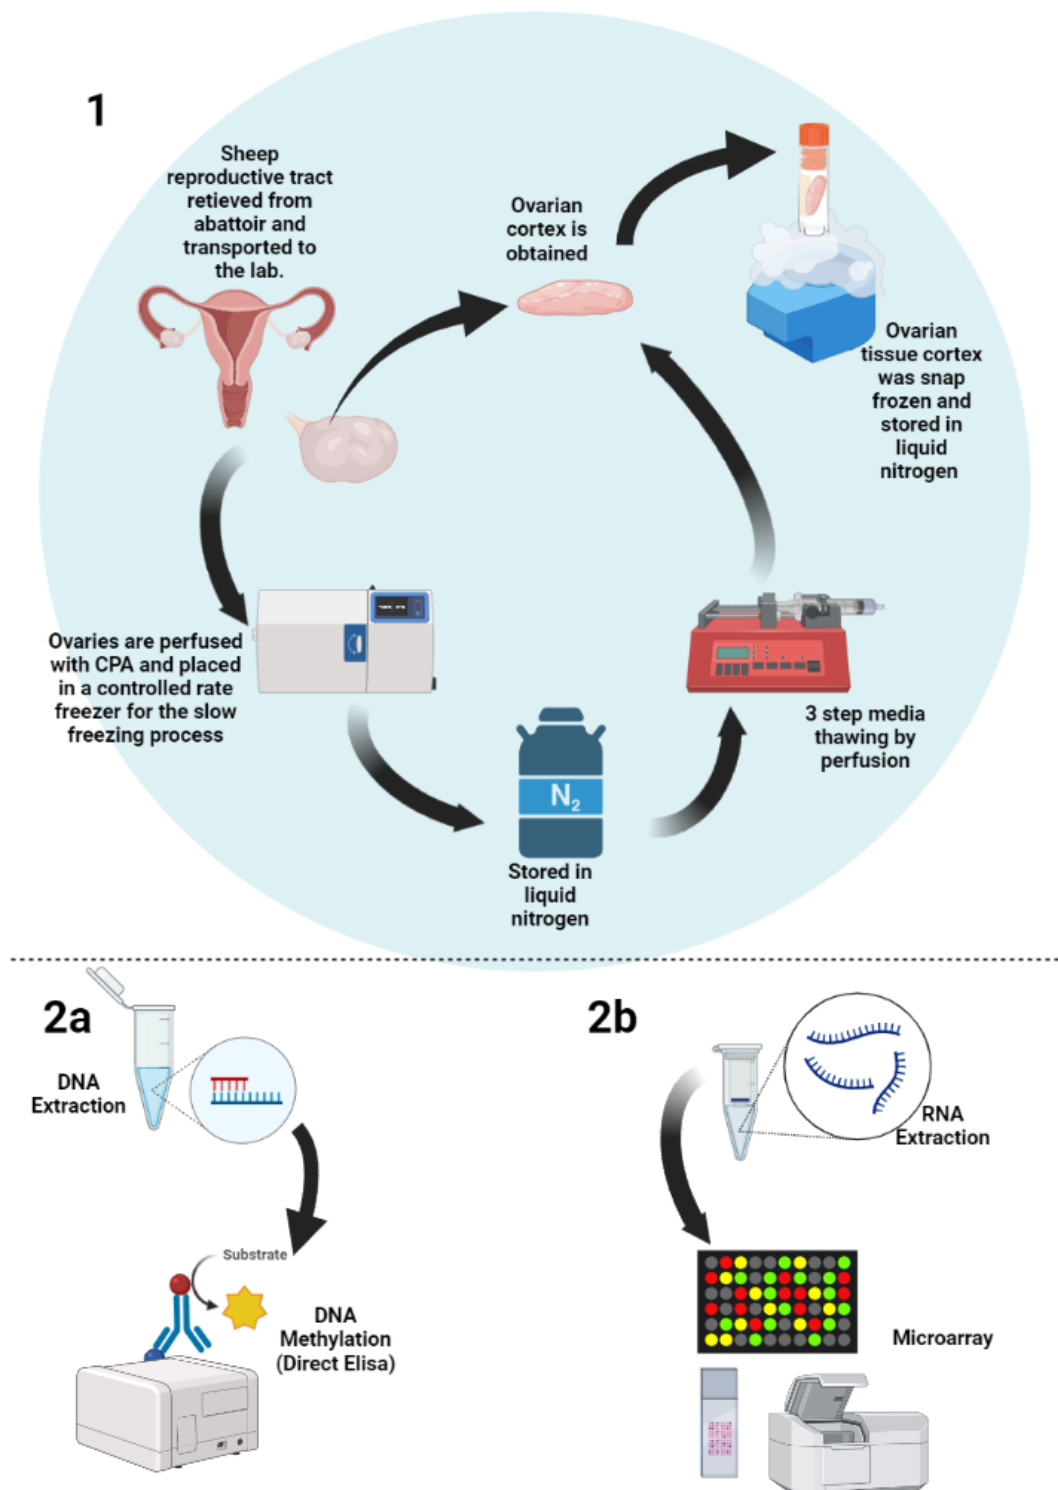 1
Sheep
reproductive tract
retieved from
abattoir and
transported to
the lab.
Ovarian
cortex is
obtained
Ovarian
tissue cortex
was snap
frozen and
stored in
liquid
nitrogen
Ovaries are perfused
with CPA and placed
in a controlled rate
freezer for the slow
freezing process
3 step media
thawing by
perfusion
N₂
Stored in
liquid
nitrogen
2a
DNA
Extraction
Substrate
DNA
Methylation
(Direct Elisa)
2b
RNA
Extraction
Microarray